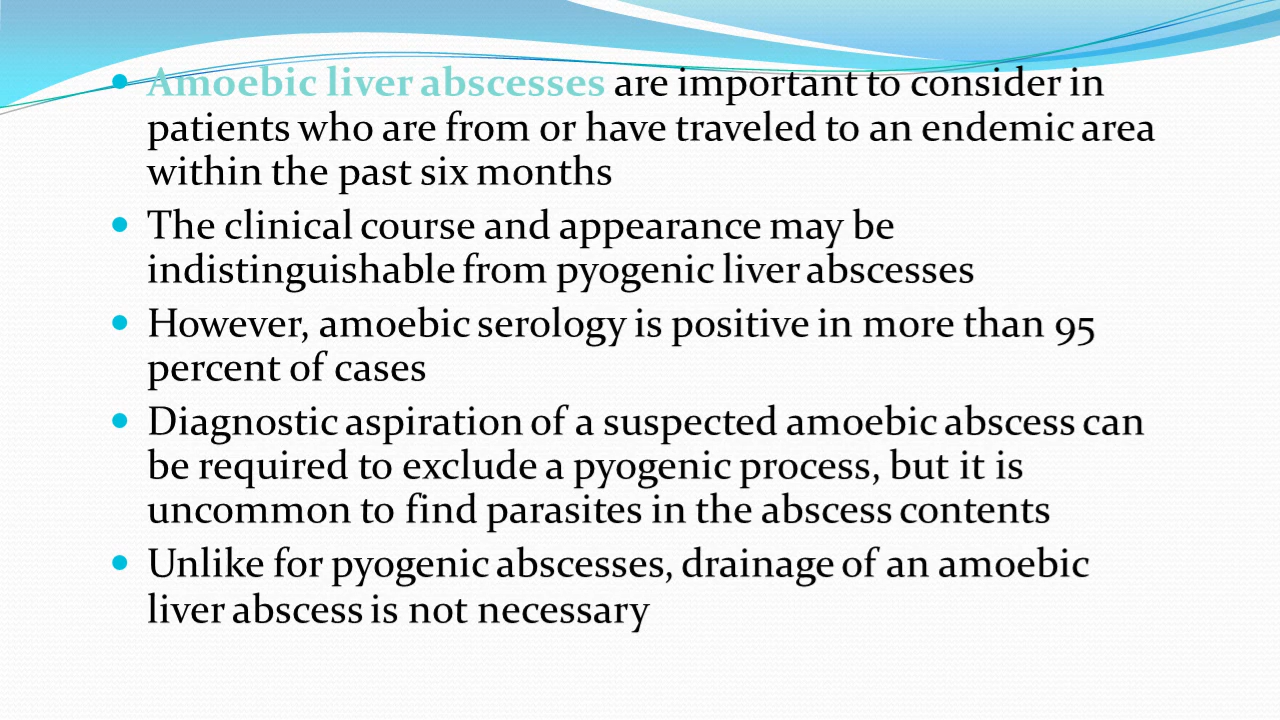 Amoebic liver abscesses are important to consider in
patients who are from or have traveled to an endemic area
within the past six months
The clinical course and appearance may be
indistinguishable from pyogenic liver abscesses
However, amoebic serology is positive in more than 95
percent of cases
Diagnostic aspiration of a suspected amoebic abscess can
be required to exclude a pyogenic process, but it is
uncommon to find parasites in the abscess contents
Unlike for pyogenic abscesses, drainage of an amoebic
liver abscess is not necessary